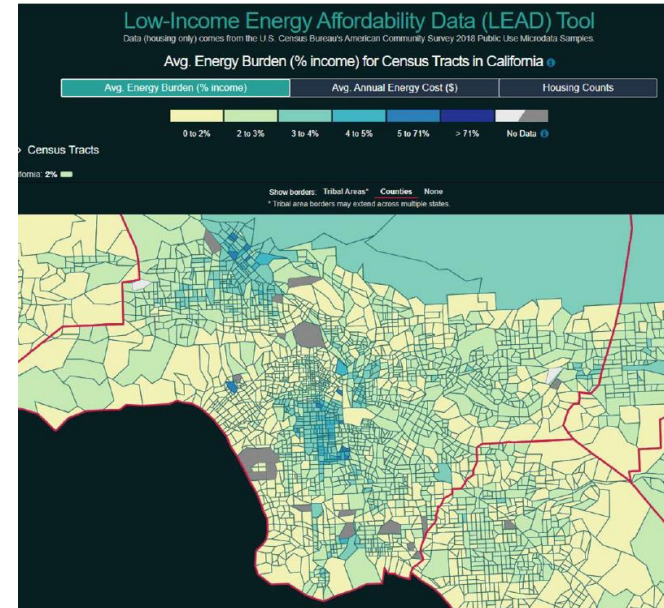 Low-Income Energy Affordability Data (LEAD) Tool
Data (housing only) comes from the U.S. Census Bureau's American Community Survey 2018 Public Use Microdata Samples.
Avg. Energy Burden (% income) for Census Tracts in California
Avg. Energy Burden (% income) Avg. Annual Energy Cost ($) Housing Counts
0 to 2% 2 to 3% 3 to 4% 4 to 5% 5 to 71% > 71% No Data
› Census Tracts
fornia: 2%
Show borders: Tribal Areas* Counties None
* Tribal area borders may extend across multiple states.